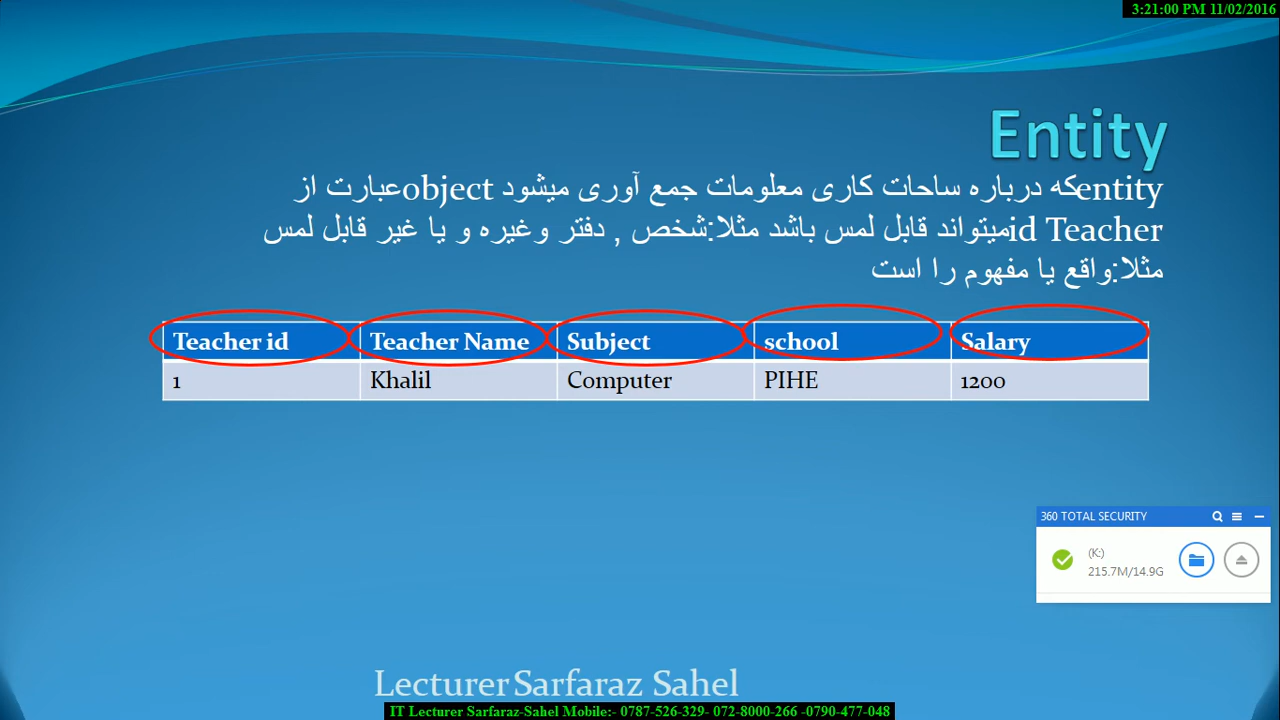 3:21:00 PM 11/02/2016
Entity
entityکه درباره ساحات کاری معلومات جمع آوری میشود objectعبارت از
id Teacherمیتواند قابل لمس باشد مثلا:شخص , دفتر وغیره و یا غیر قابل لمس
مثلا:واقع یا مفهوم را است
Teacher id Teacher Name Subject school Salary
1 Khalil Computer PIHE 1200
360 TOTAL SECURITY
(K:)
215.7M/14.9G
Lecturer Sarfaraz Sahel
IT Lecturer Sarfaraz-Sahel Mobile:- 0787-526-329- 072-8000-266 -0790-477-048